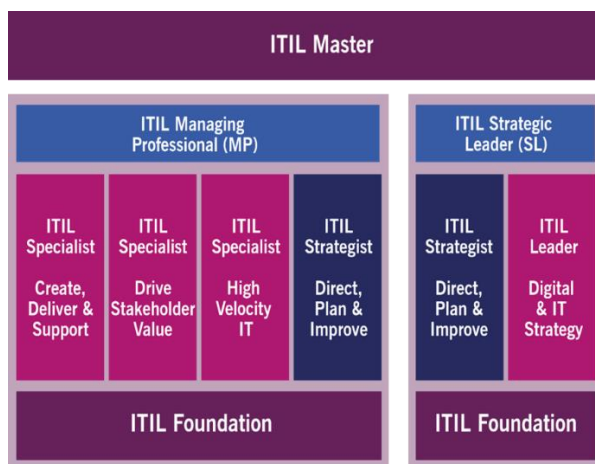 ITIL Master
ITIL Managing
Professional (MP)
ITIL Strategic
Leader (SL)
ITIL
Specialist
Create,
Deliver &
Support
ITIL
Specialist
Drive
Stakeholder
Value
ITIL
Specialist
High
Velocity
IT
ITIL
Strategist
Direct,
Plan &
Improve
ITIL
Strategist
Direct,
Plan &
Improve
ITIL
Leader
Digital
& IT
Strategy
ITIL Foundation
ITIL Foundation